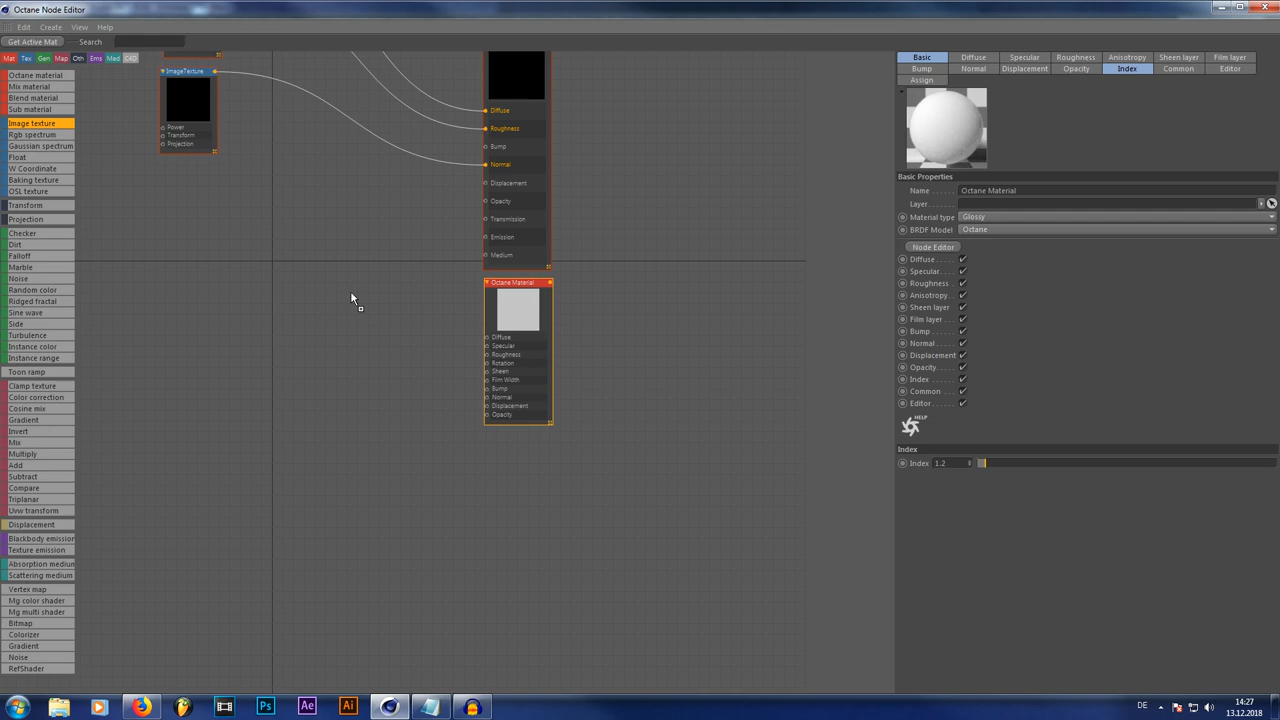 Octane Node Editor
Edit Create View Help
Get Active Mat Search
Mat Tex Gen Map Oth Ems Med C4D
Octane material
Mix material
Blend material
Sub material
Image texture
Rgb spectrum
Gaussian spectrum
Float
W Coordinate
Baking texture
OSL texture
Transform
Projection
Checker
Dirt
Falloff
Marble
Noise
Random color
Ridged fractal
Sine wave
Side
Turbulence
Instance color
Instance range
Toon ramp
Clamp texture
Color correction
Cosine mix
Gradient
Invert
Mix
Multiply
Add
Subtract
Compare
Triplanar
Uvw transform
Displacement
Blackbody emission
Texture emission
Absorption medium
Scattering medium
Vertex map
Mg color shader
Mg multi shader
Bitmap
Colorizer
Gradient
Noise
RefShader
ImageTexture
Power
Transform
Projection
Diffuse
Roughness
Bump
Normal
Displacement
Opacity
Transmission
Emission
Medium
Octane Material
Diffuse
Specular
Roughness
Rotation
Sheen
Film Width
Bump
Normal
Displacement
Opacity
Basic Diffuse Specular Roughness Anisotropy Sheen layer Film layer
Bump Normal Displacement Opacity Index Common Editor
Assign
Basic Properties
Name Octane Material
Layer
Material type Glossy
BRDF Model Octane
Node Editor
Diffuse
Specular
Roughness
Anisotropy
Sheen layer
Film layer
Bump
Normal
Displacement
Opacity
Index
Common
Editor
HELP
Index
Index 1.2
Ps Ae Ai
DE 14:27
13.12.2018